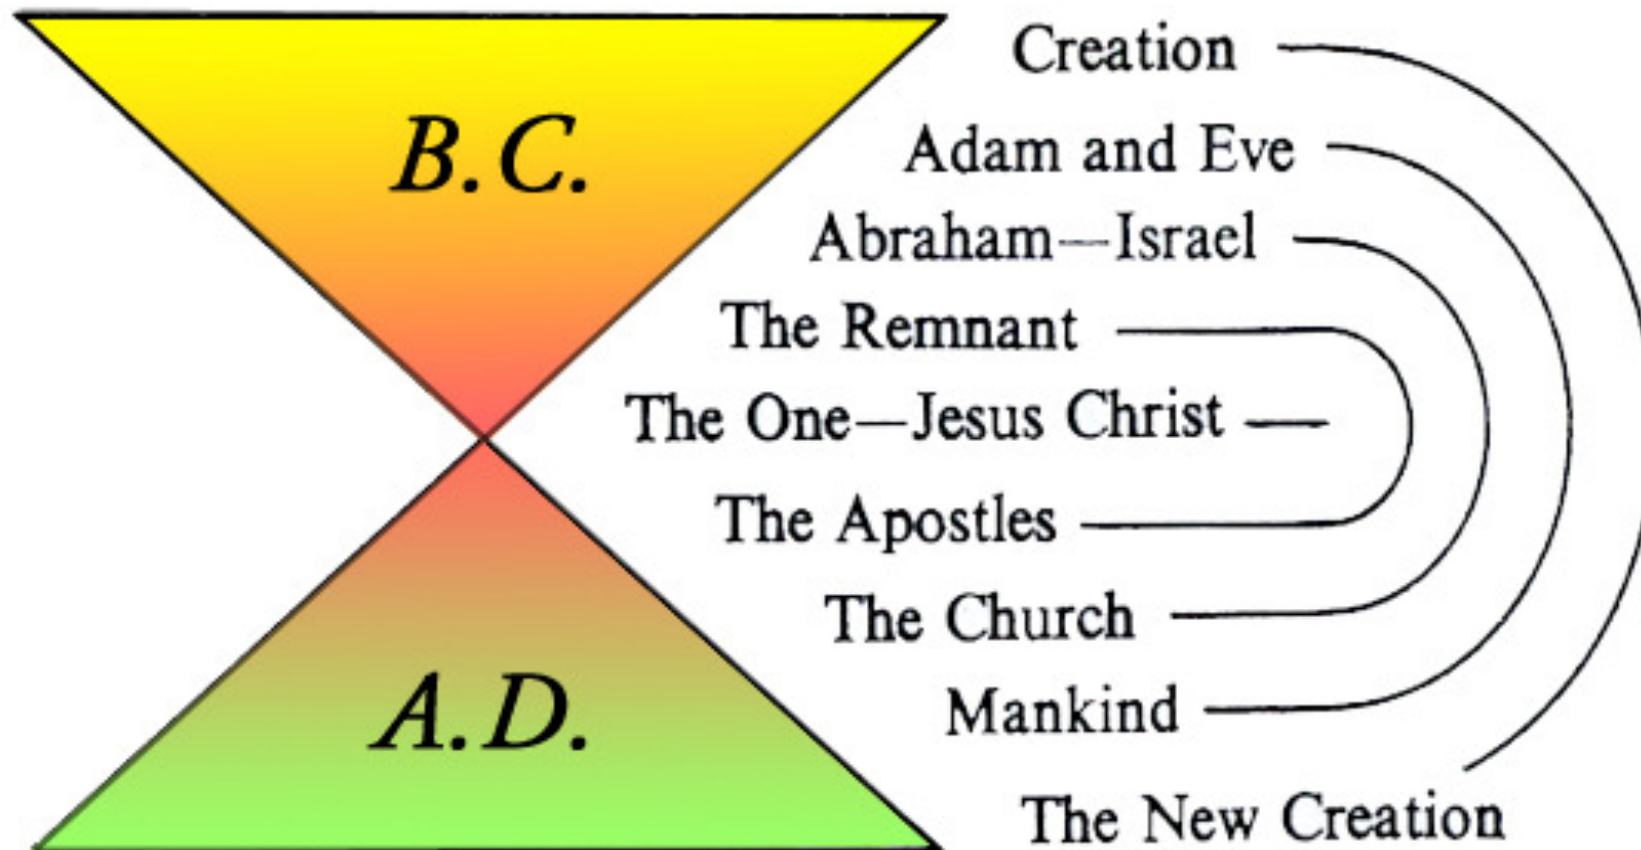 Creation
B.C.
Adam and Eve
Abraham—Israel
The Remnant
The One—Jesus Christ
The Apostles
The Church
A.D.
Mankind
The New Creation